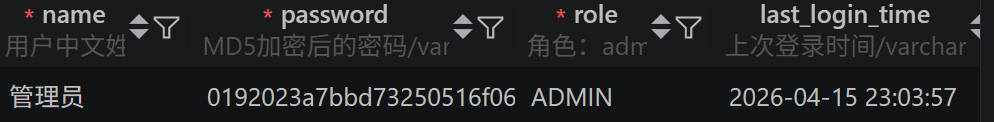 * name * password * role last_login_time
用户中文姓 MD5加密后的密码/var 角色：adm 上次登录时间/varchar
管理员 0192023a7bbd73250516f06 ADMIN 2026-04-15 23:03:57